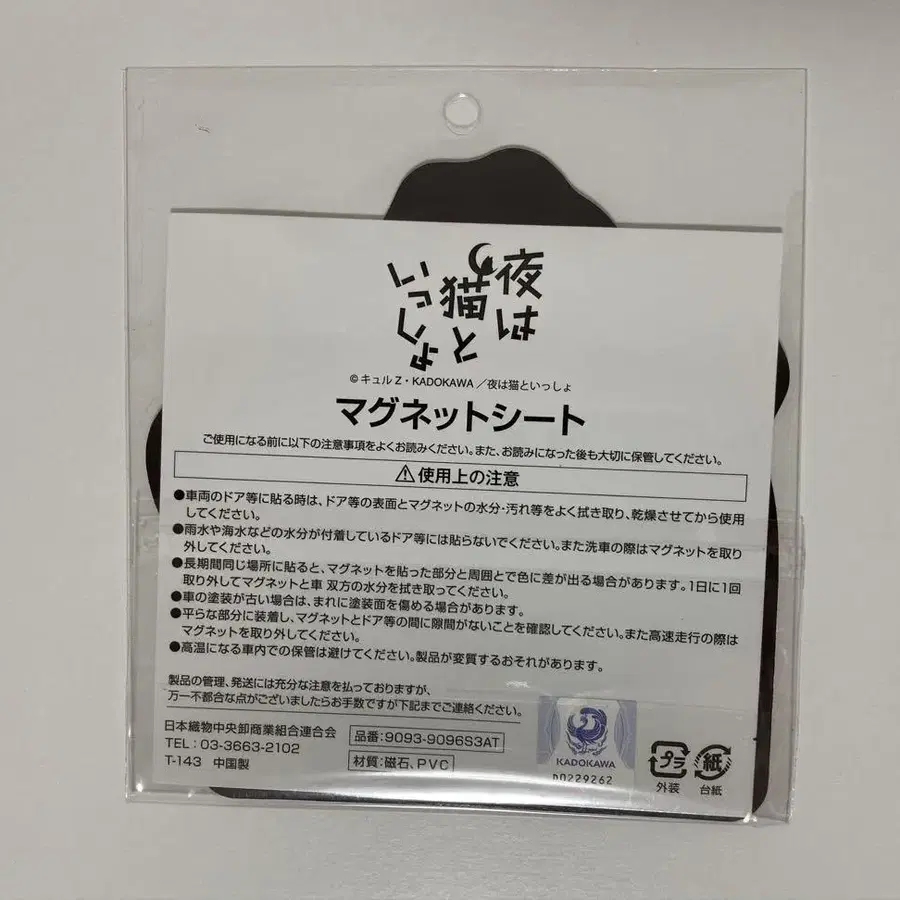 夜は
猫と
いっしょ
©キュルZ・KADOKAWA／夜は猫といっしょ
マグネットシート
ご使用になる前に以下の注意事項をよくお読みください。また、お読みになった後も大切に保管してください。
⚠使用上の注意
●車両のドア等に貼る時は、ドア等の表面とマグネットの水分・汚れ等をよく拭き取り、乾燥させてから使用
してください。
●雨水や海水などの水分が付着しているドア等には貼らないでください。また洗車の際はマグネットを取り
外してください。
●長期間同じ場所に貼ると、マグネットを貼った部分と周囲とで色に差が出る場合があります。1日に1回
取り外してマグネットと車 双方の水分を拭き取ってください。
●車の塗装が古い場合は、まれに塗装面を傷める場合があります。
●平らな部分に装着し、マグネットとドア等の間に隙間がないことを確認してください。また高速走行の際は
マグネットを取り外してください。
●高温になる車内での保管は避けてください。製品が変質するおそれがあります。
製品の管理、発送には充分な注意を払っておりますが、
万一不都合な点がございましたらお手数ですが下記までご連絡ください。
日本織物中央卸商業組合連合会
TEL：03-3663-2102
T-143 中国製
品番：9093-9096S3AT
材質：磁石、PVC
KADOKAWA
D0229262
プラ
外装
紙
台紙